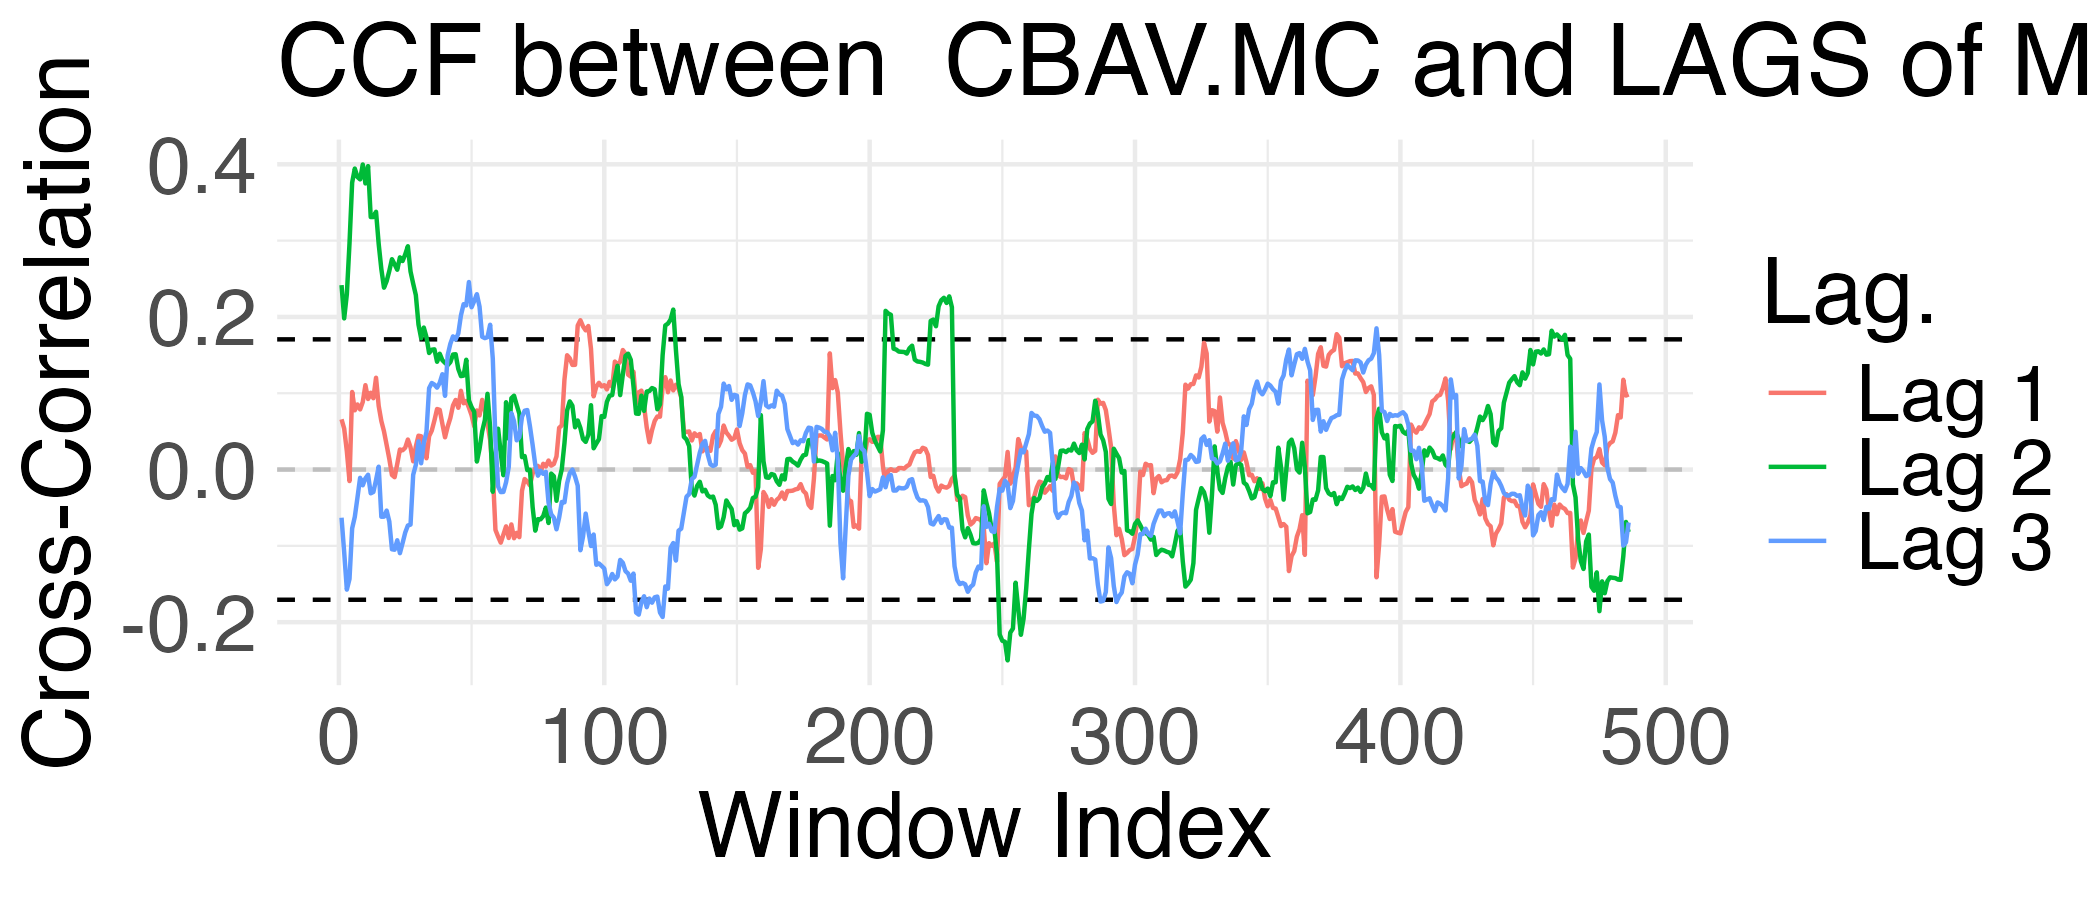 CCF between  CBAV.MC and LAGS of M
Cross-Correlation
0.4
0.2
0.0
-0.2
0 100 200 300 400 500
Window Index
Lag.
Lag 1
Lag 2
Lag 3